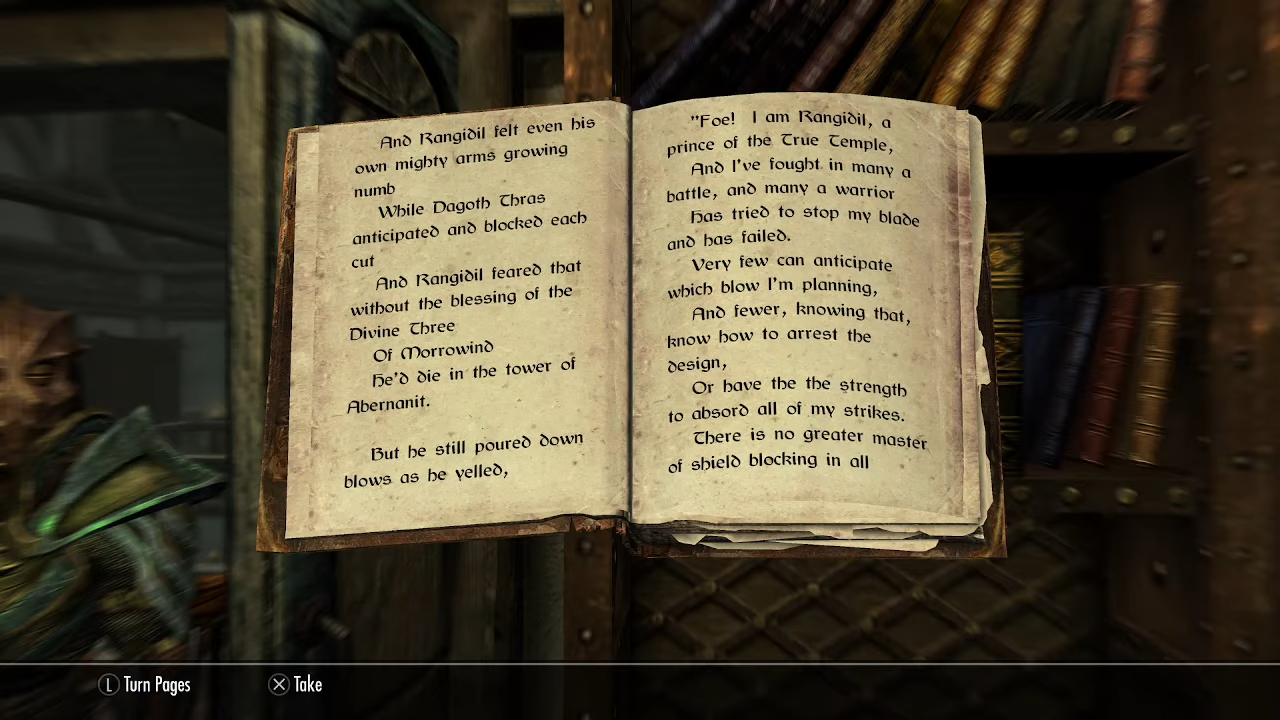 And Rangidil felt even his
own mighty arms growing
numb
While Dagoth Thras
anticipated and blocked each
cut
And Rangidil feared that
without the blessing of the
Divine Three
Of Morrowind
He'd die in the tower of
Abernanit.
But he still poured down
blows as he yelled,
"Foe!  I am Rangidil, a
prince of the True Temple,
And I've fought in many a
battle, and many a warrior
Has tried to stop my blade
and has failed.
Very few can anticipate
which blow I'm planning,
And fewer, knowing that,
know how to arrest the
design,
Or have the the strength
to absord all of my strikes.
There is no greater master
of shield blocking in all
L Turn Pages
X Take